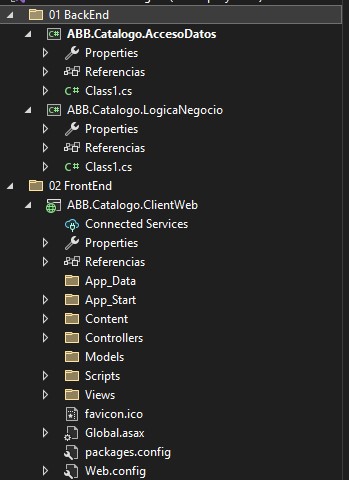 01 BackEnd
ABB.Catalogo.AccesoDatos
Properties
Referencias
Class1.cs
ABB.Catalogo.LogicaNegocio
Properties
Referencias
Class1.cs
02 FrontEnd
ABB.Catalogo.ClientWeb
Connected Services
Properties
Referencias
App_Data
App_Start
Content
Controllers
Models
Scripts
Views
favicon.ico
Global.asax
packages.config
Web.config